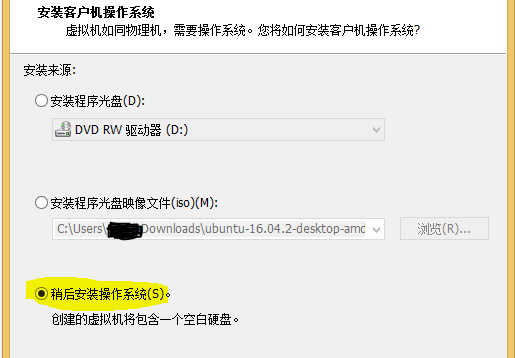 安装客户机操作系统
虚拟机如同物理机，需要操作系统。您将如何安装客户机操作系统?
安装来源:
安装程序光盘(D):
DVD RW 驱动器 (D:)
安装程序光盘映像文件(iso)(M):
C:\Users\ Downloads\ubuntu-16.04.2-desktop-amd
浏览(R)...
稍后安装操作系统(S)。
创建的虚拟机将包含一个空白硬盘。